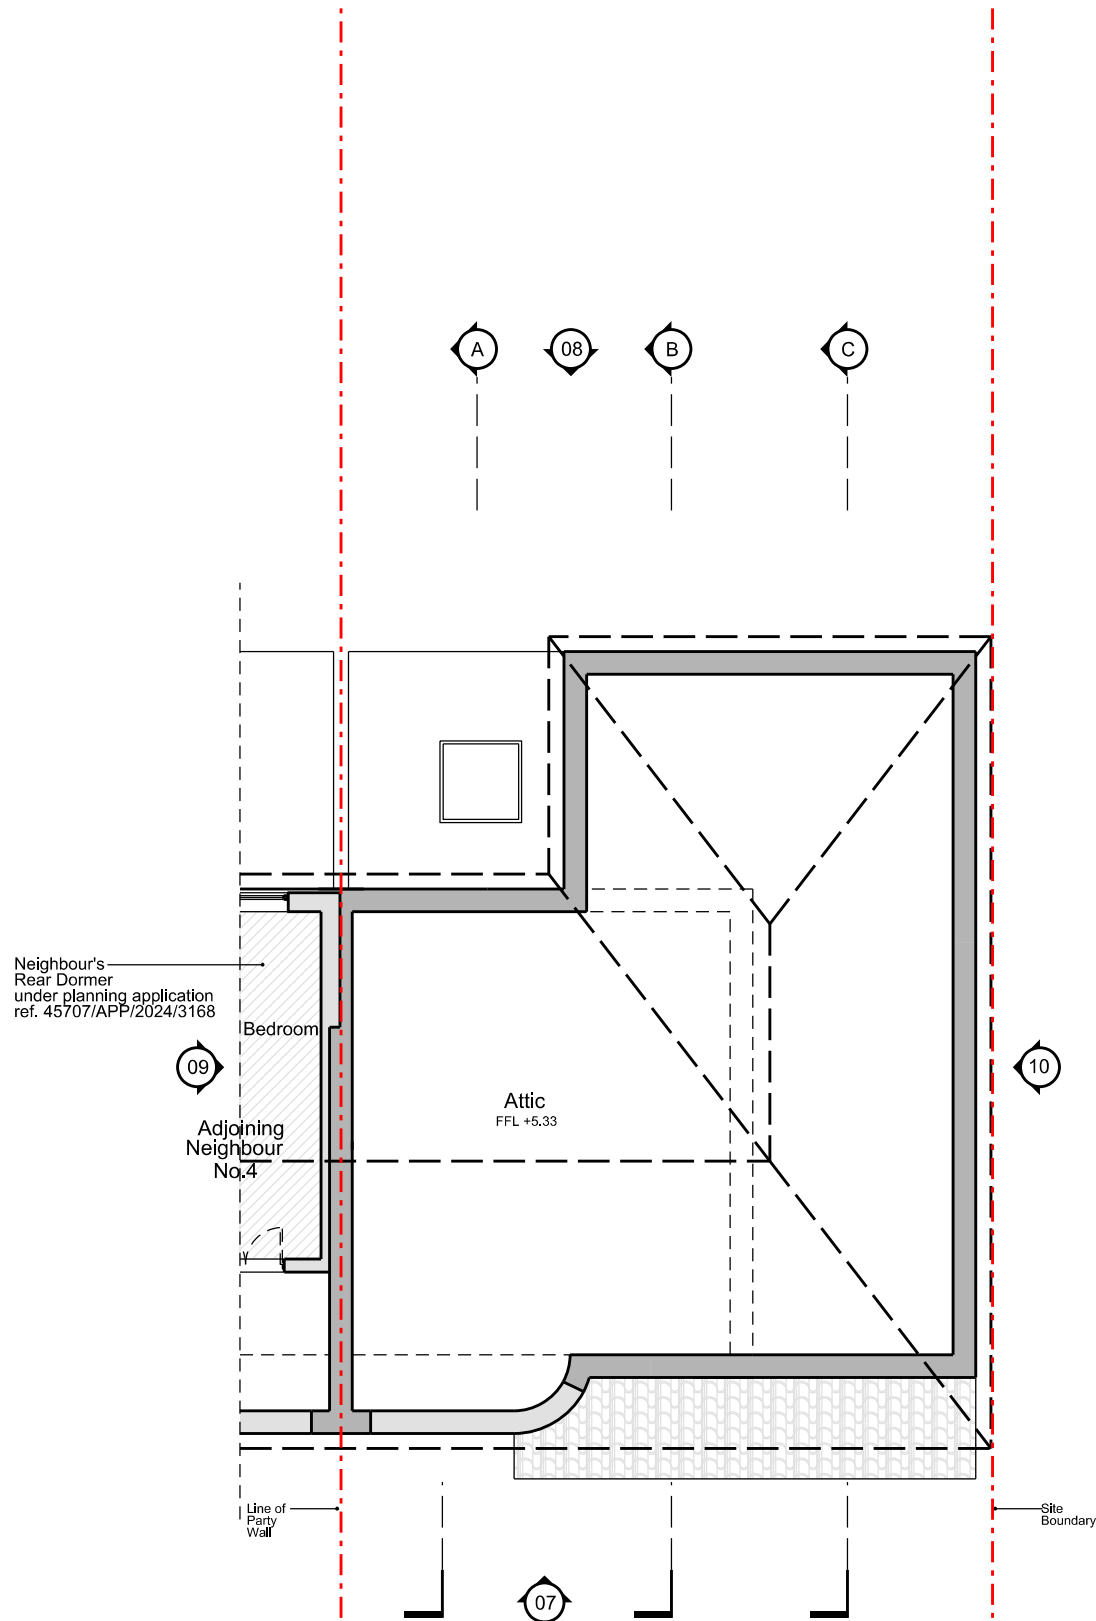 A
08
B
C
Neighbour's
Rear Dormer
under planning application
ref. 45707/APP/2024/3168
Bedroom
09
10
Attic
FFL +5.33
Adjoining
Neighbour
No.4
Line of
Party
Wall
Site
Boundary
07